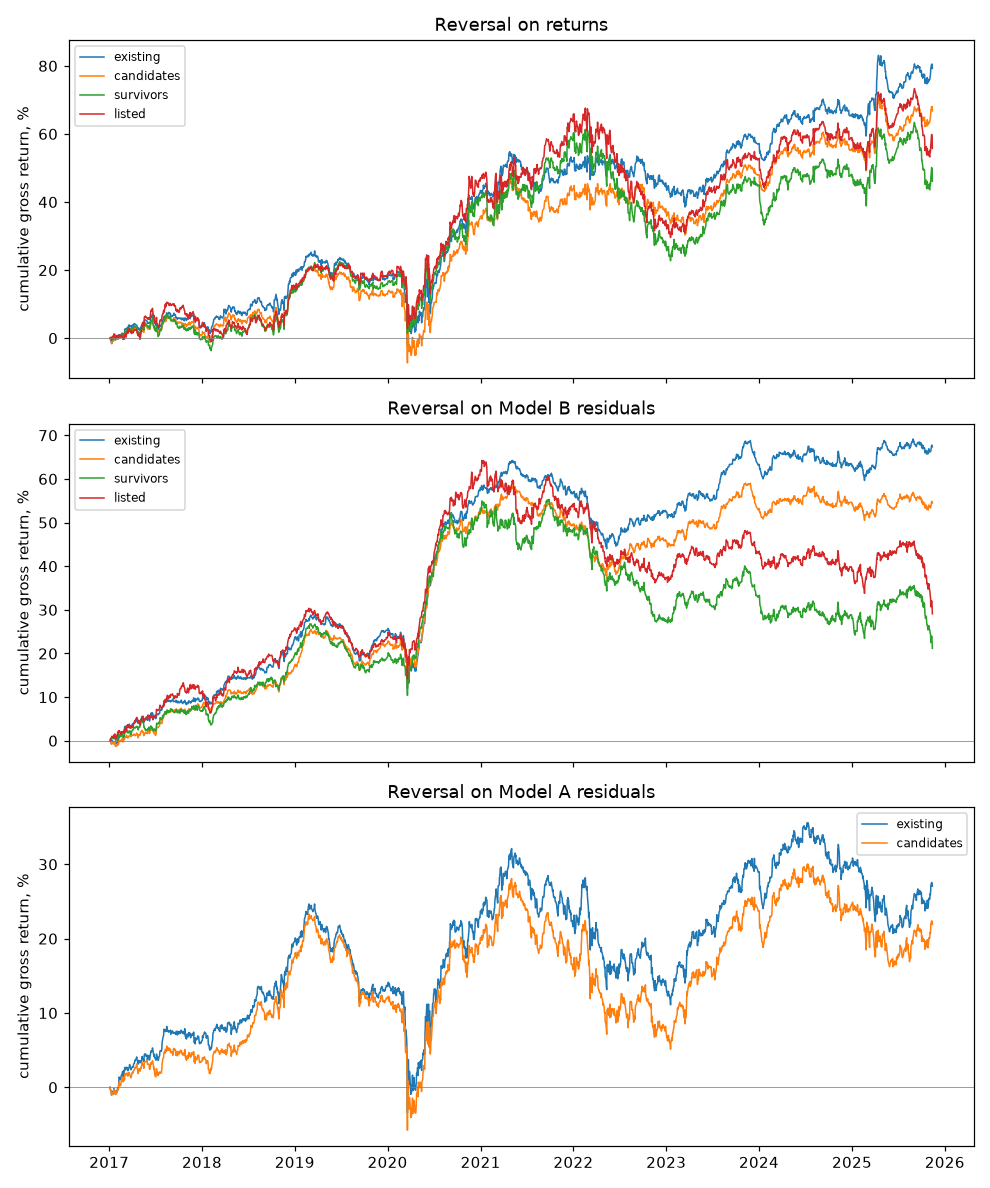 Reversal on returns
cumulative gross return, %
80
60
40
20
0
existing
candidates
survivors
listed
Reversal on Model B residuals
cumulative gross return, %
70
60
50
40
30
20
10
0
existing
candidates
survivors
listed
Reversal on Model A residuals
cumulative gross return, %
30
20
10
0
existing
candidates
2017 2018 2019 2020 2021 2022 2023 2024 2025 2026